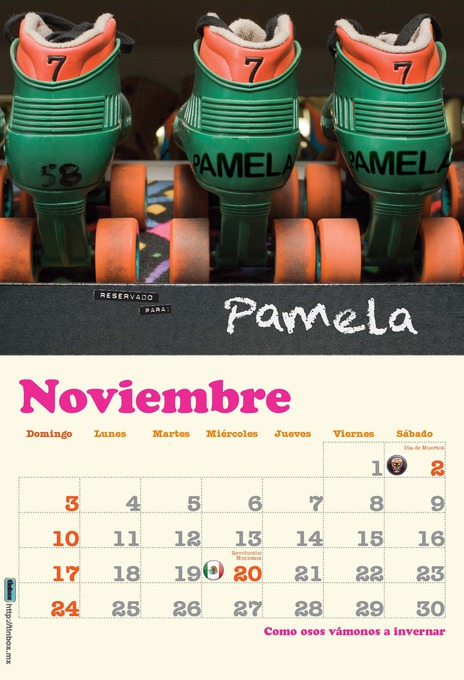 7 7 7
58 PAMELA PAMELA
RESERVADO
PARA:
Pamela
Noviembre
Domingo Lunes Martes Miércoles Jueves Viernes Sábado
Día de Muertos
1 2
3 4 5 6 7 8 9
10 11 12 13 14 15 16
Revolución
Mexicana
17 18 19 20 21 22 23
24 25 26 27 28 29 30
Como osos vámonos a invernar
tinbox
http://tinbox.mx